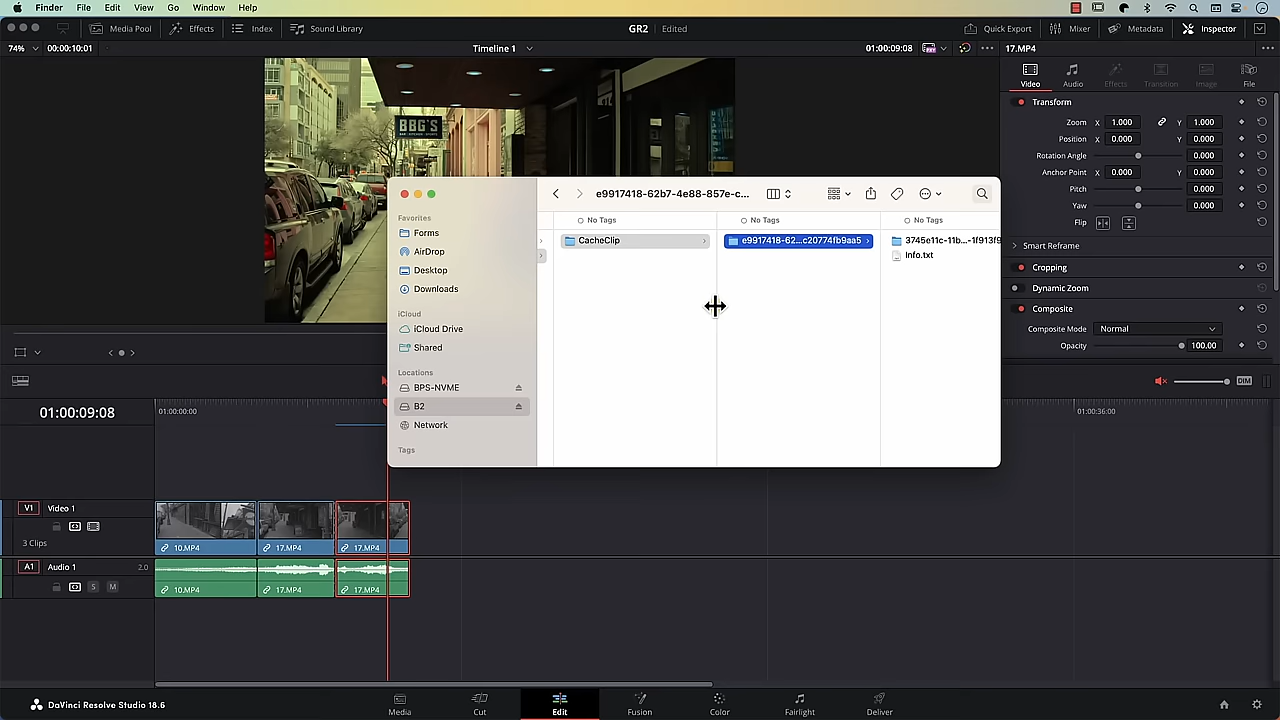 Finder File Edit View Go Window Help
Media Pool Effects Index Sound Library GR2 Edited Quick Export Mixer Metadata Inspector
74% 00:00:10:01 Timeline 1 01:00:09:08 17.MP4
Video Audio Effects Transition Image File
Transform
Zoom X 1.000 Y 1.000
Position X 0.000 Y 0.000
Rotation Angle 0.000
Anchor Point X 0.000 Y 0.000
Pitch 0.000
Yaw 0.000
Flip
Smart Reframe
Cropping
Dynamic Zoom
Composite
Composite Mode Normal
Opacity 100.00
BBG'S
e9917418-62b7-4e88-857e-c...
Favorites
Forms
AirDrop
Desktop
Downloads
iCloud
iCloud Drive
Shared
Locations
BPS-NVME
B2
Network
Tags
No Tags No Tags No Tags
CacheClip e9917418-62...c20774fb9aa5 3745e11c-11b...-1f913f9
Info.txt
DIM
01:00:09:08 01:00:00:00 01:00:36:00
V1 Video 1
3 Clips
10.MP4 17.MP4 17.MP4
A1 Audio 1 2.0
S M
10.MP4 17.MP4 17.MP4
DaVinci Resolve Studio 18.6
Media Cut Edit Fusion Color Fairlight Deliver